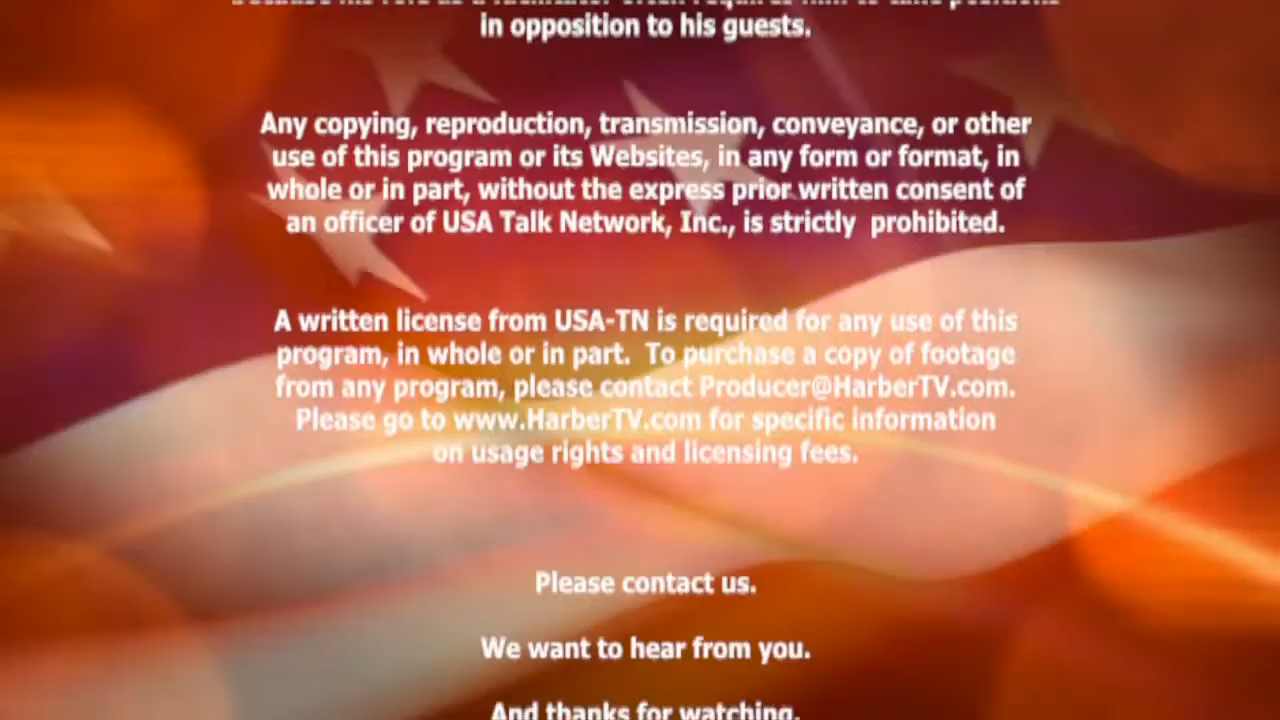 in opposition to his guests.
Any copying, reproduction, transmission, conveyance, or other
use of this program or its Websites, in any form or format, in
whole or in part, without the express prior written consent of
an officer of USA Talk Network, Inc., is strictly  prohibited.
A written license from USA-TN is required for any use of this
program, in whole or in part.  To purchase a copy of footage
from any program, please contact Producer@HarberTV.com.
Please go to www.HarberTV.com for specific information
on usage rights and licensing fees.
Please contact us.
We want to hear from you.
And thanks for watching.